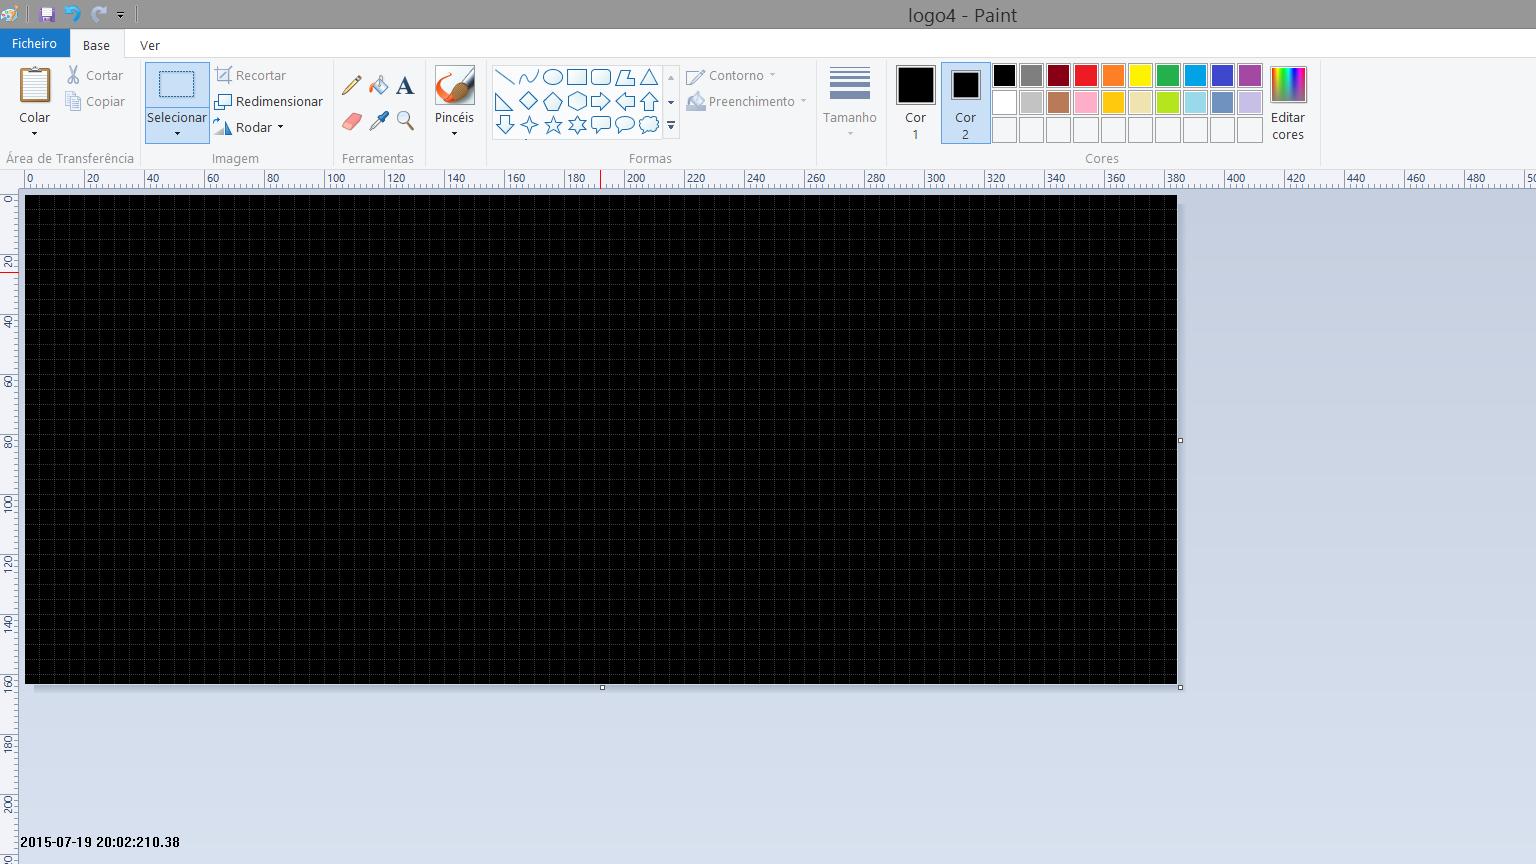 logo4 - Paint
Ficheiro Base Ver
Colar
Cortar
Copiar
Área de Transferência
Selecionar
Recortar
Redimensionar
Rodar
Imagem
A
Ferramentas
Pincéis
Contorno
Preenchimento
Formas
Tamanho
Cor
1
Cor
2
Editar
cores
Cores
0 20 40 60 80 100 120 140 160 180 200 220 240 260 280 300 320 340 360 380 400 420 440 460 480
0
20
40
60
80
100
120
140
160
180
200
2015-07-19 20:02:210.38